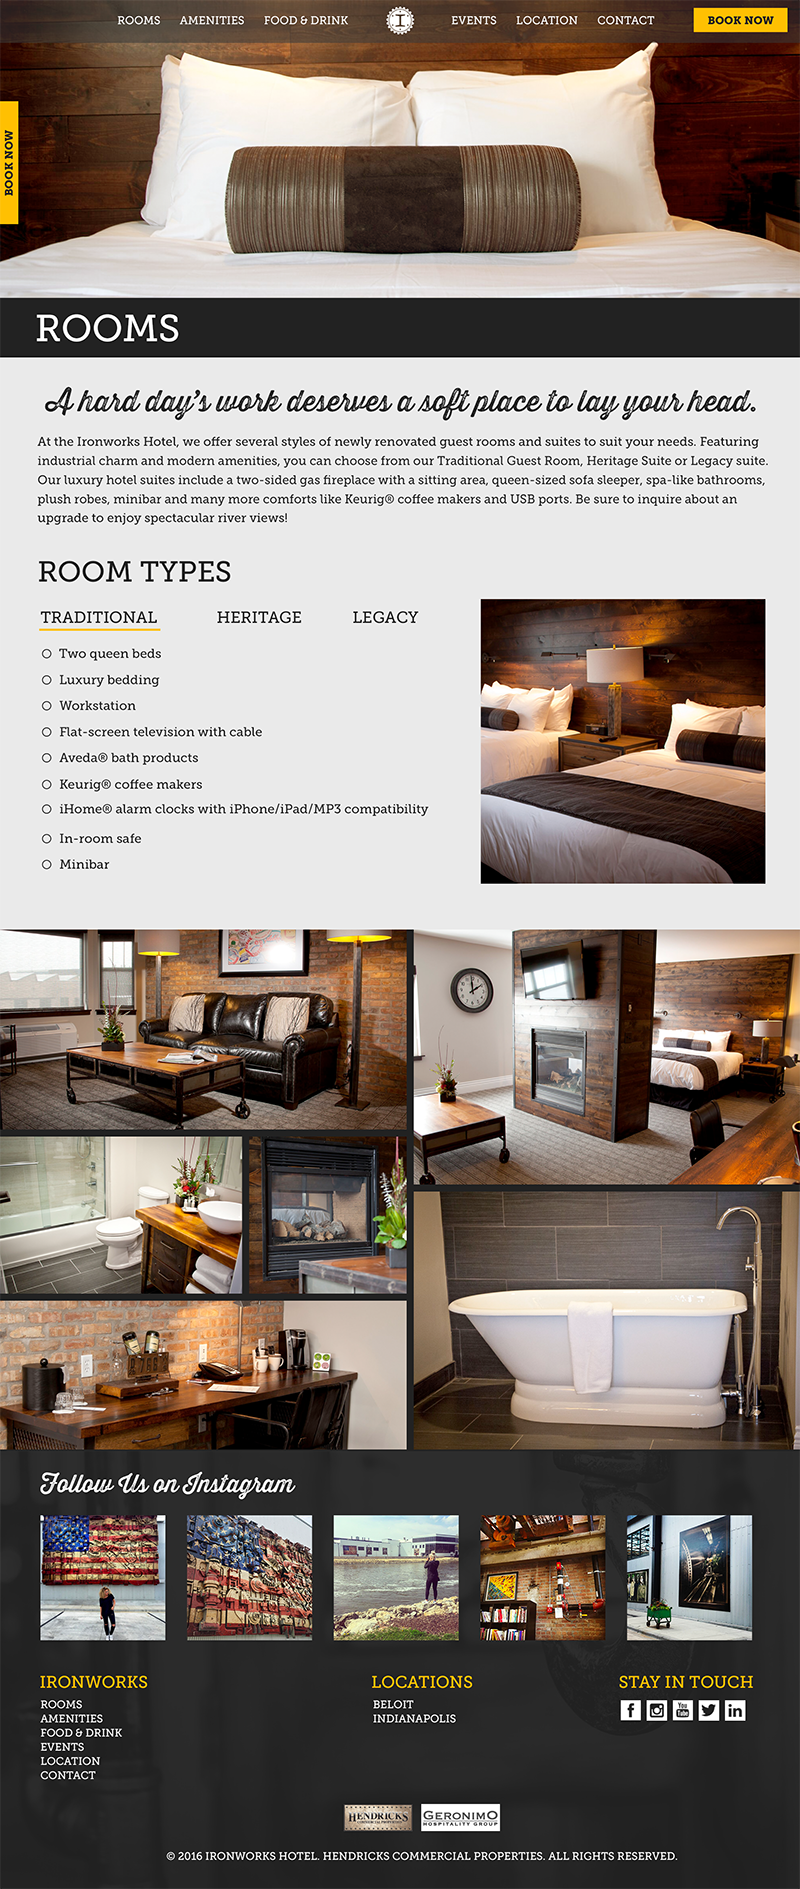 ROOMS AMENITIES FOOD & DRINK I EVENTS LOCATION CONTACT BOOK NOW
BOOK NOW
ROOMS
A hard day's work deserves a soft place to lay your head.
At the Ironworks Hotel, we offer several styles of newly renovated guest rooms and suites to suit your needs. Featuring
industrial charm and modern amenities, you can choose from our Traditional Guest Room, Heritage Suite or Legacy suite.
Our luxury hotel suites include a two-sided gas fireplace with a sitting area, queen-sized sofa sleeper, spa-like bathrooms,
plush robes, minibar and many more comforts like Keurig® coffee makers and USB ports. Be sure to inquire about an
upgrade to enjoy spectacular river views!
ROOM TYPES
TRADITIONAL HERITAGE LEGACY
Two queen beds
Luxury bedding
Workstation
Flat-screen television with cable
Aveda® bath products
Keurig® coffee makers
iHome® alarm clocks with iPhone/iPad/MP3 compatibility
In-room safe
Minibar
Follow Us on Instagram
IRONWORKS
ROOMS
AMENITIES
FOOD & DRINK
EVENTS
LOCATION
CONTACT
LOCATIONS
BELOIT
INDIANAPOLIS
STAY IN TOUCH
f You Tube in
HENDRICKS
COMMERCIAL PROPERTIES
GERONIMO
HOSPITALITY GROUP
© 2016 IRONWORKS HOTEL. HENDRICKS COMMERCIAL PROPERTIES. ALL RIGHTS RESERVED.